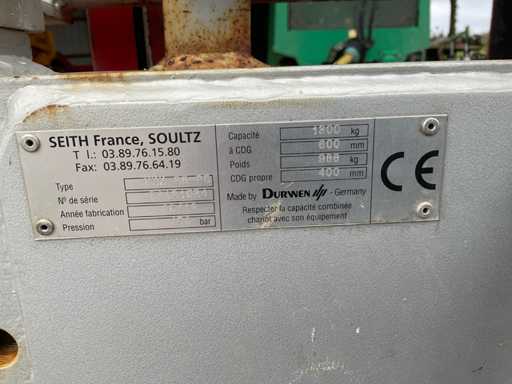 SEITH France, SOULTZ
T l.: 03.89.76.15.80
Fax: 03.89.76.64.19
Type
Nº de série
Année fabrication
Pression bar
Capacité 1800 kg
à CDG 600 mm
Poids 988 kg
CDG propre 400 mm
Made by DURWEN - Germany
Respecter la capacité combinée
chariot avec son équipement
CE